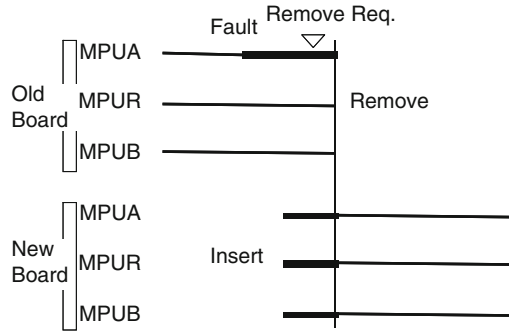 Remove Req.
Fault
MPUA
Old
Board
MPUR
Remove
MPUB
MPUA
New
Board
MPUR
Insert
MPUB